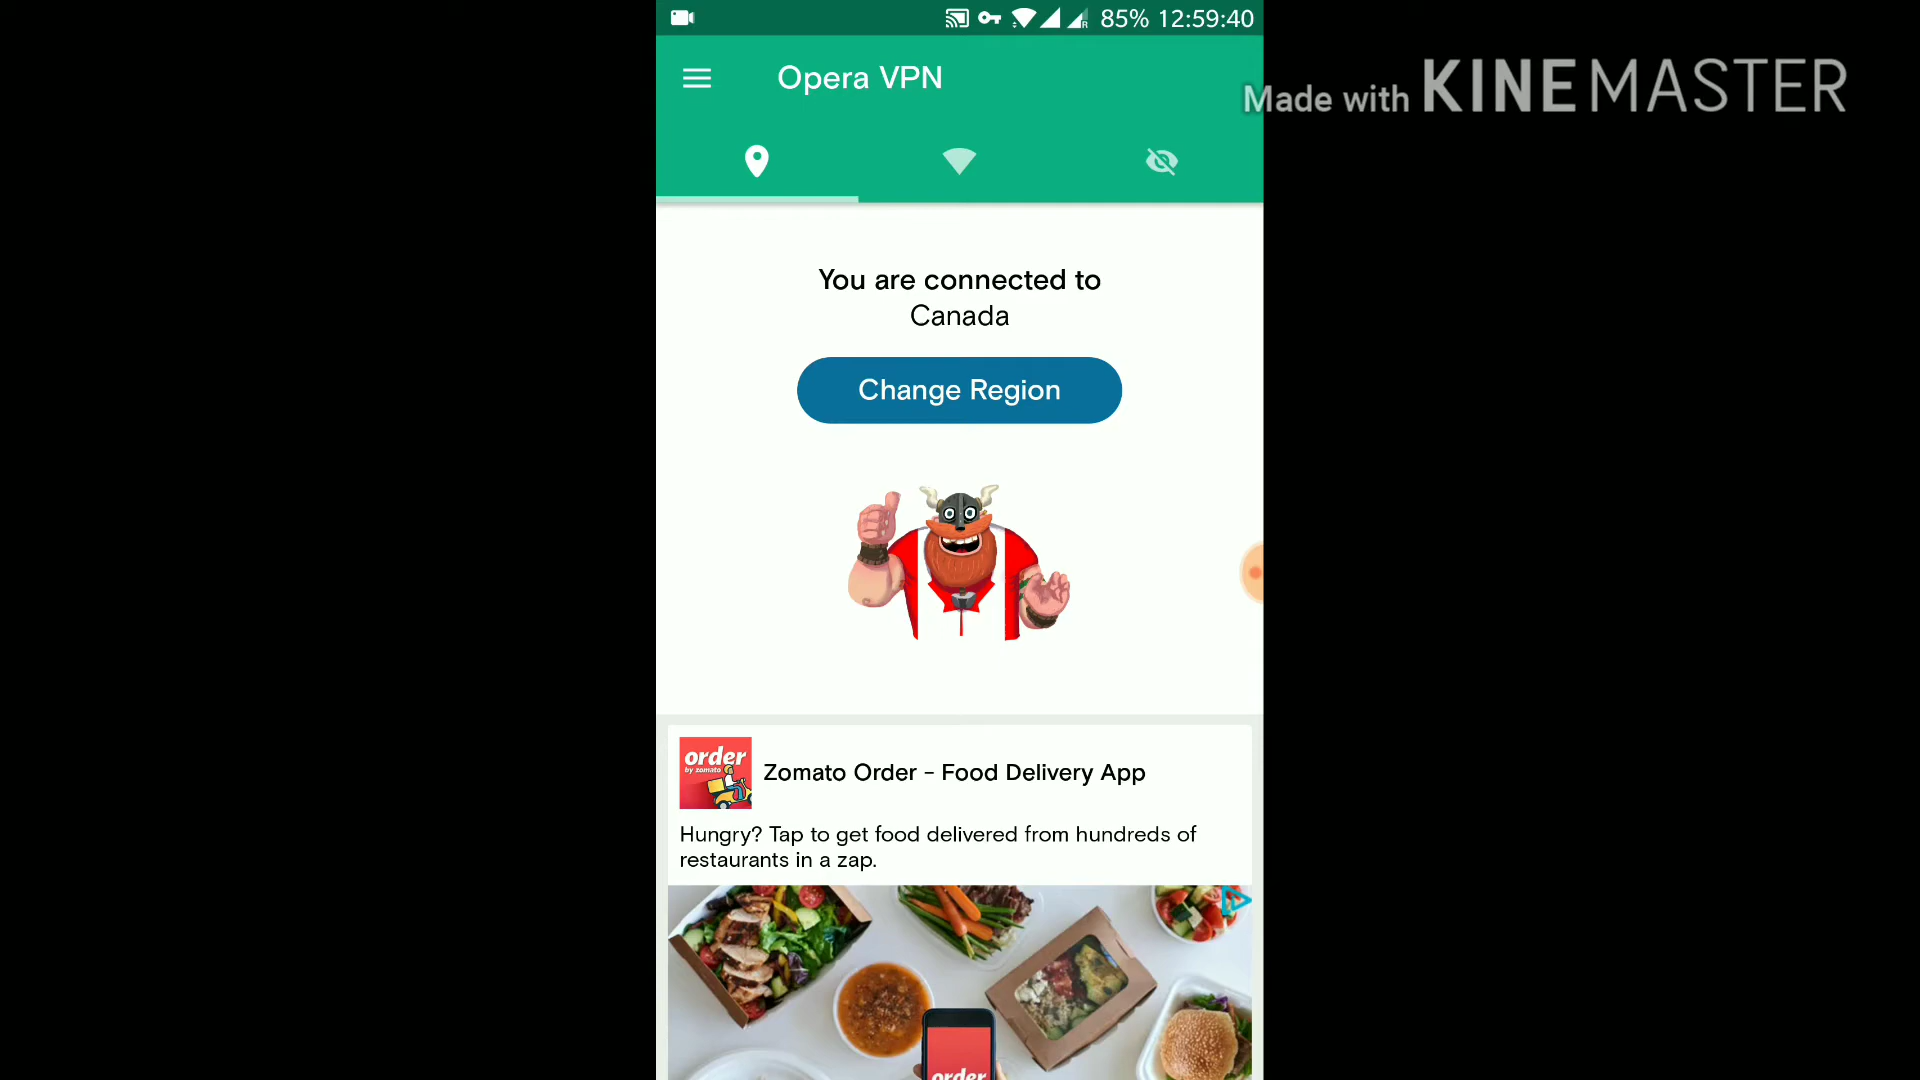 85% 12:59:40
Opera VPN
Made with KINEMASTER
You are connected to
Canada
Change Region
order
by zomato
Zomato Order - Food Delivery App
Hungry? Tap to get food delivered from hundreds of
restaurants in a zap.
order